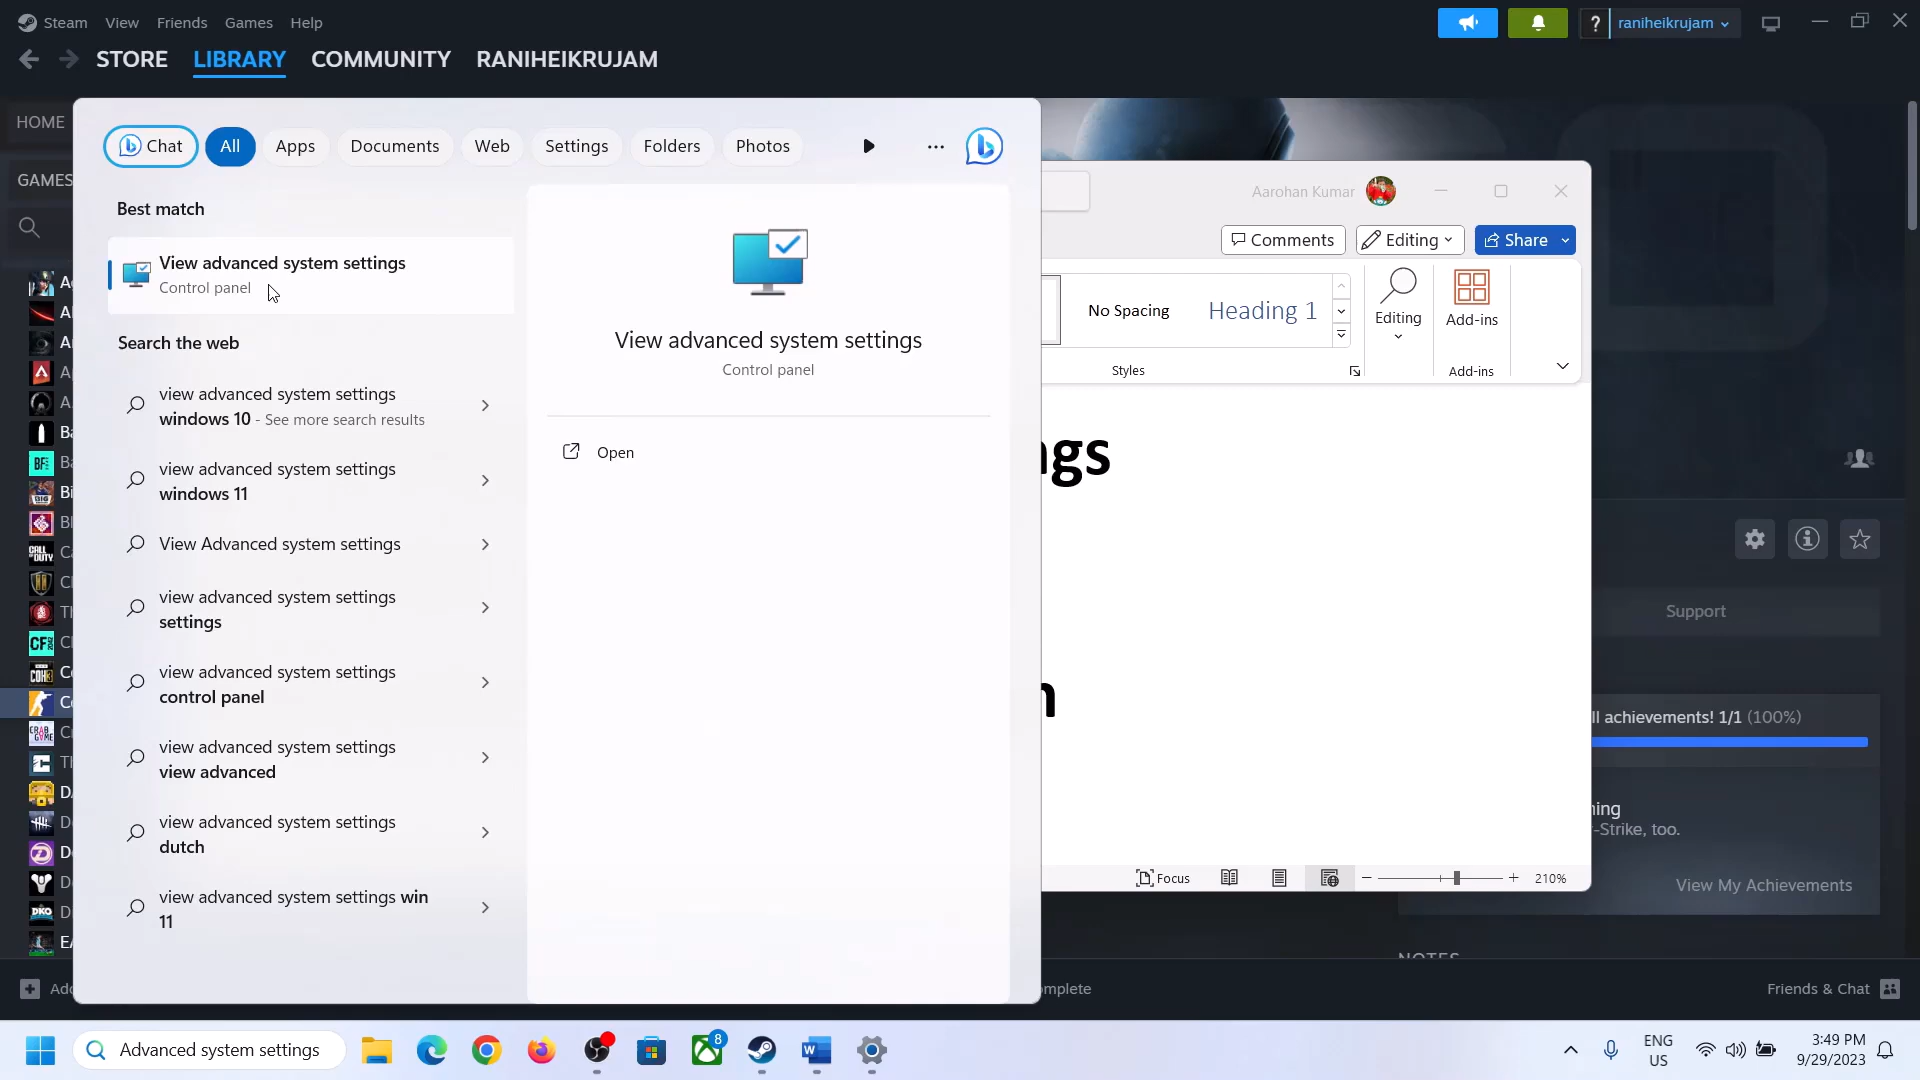 Steam View Friends Games Help
? raniheikrujam
STORE LIBRARY COMMUNITY RANIHEIKRUJAM
HOME
GAMES
Chat All Apps Documents Web Settings Folders Photos
Best match
View advanced system settings
Control panel
Search the web
view advanced system settings
windows 10 - See more search results
view advanced system settings
windows 11
View Advanced system settings
view advanced system settings
settings
view advanced system settings
control panel
view advanced system settings
view advanced
view advanced system settings
dutch
view advanced system settings win
11
View advanced system settings
Control panel
Open
Aarohan Kumar
Comments Editing Share
No Spacing Heading 1
Editing
Add-ins
Styles
Add-ins
Focus
210%
Support
ll achievements! 1/1 (100%)
-Strike, too.
View My Achievements
Friends & Chat
Advanced system settings
8
ENG
US
3:49 PM
9/29/2023